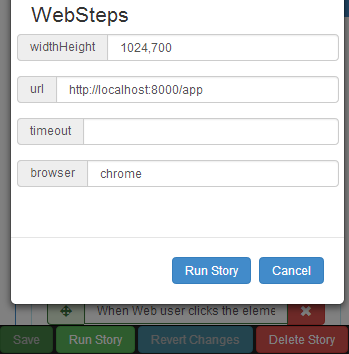 WebSteps
widthHeight 1024,700
url http://localhost:8000/app
timeout
browser chrome
Run Story Cancel
When Web user clicks the eleme
Save Run Story Revert Changes Delete Story